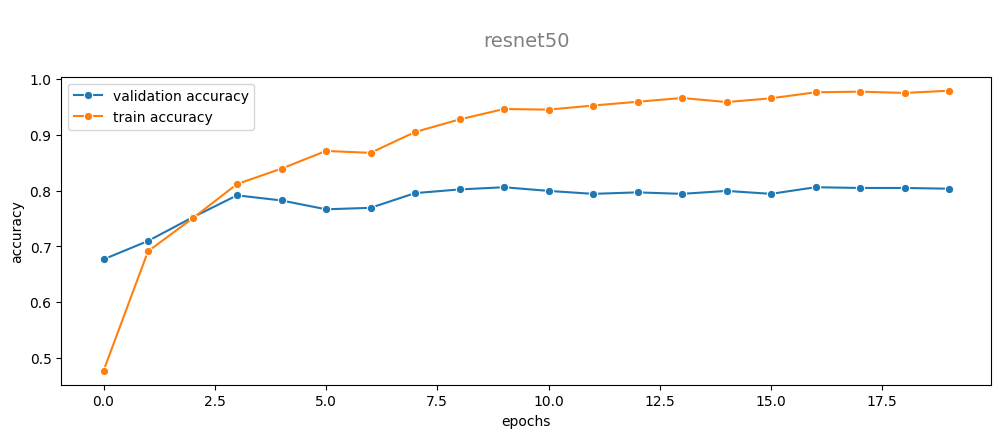 resnet50
validation accuracy
train accuracy
accuracy
1.0
0.9
0.8
0.7
0.6
0.5
0.0 2.5 5.0 7.5 10.0 12.5 15.0 17.5
epochs